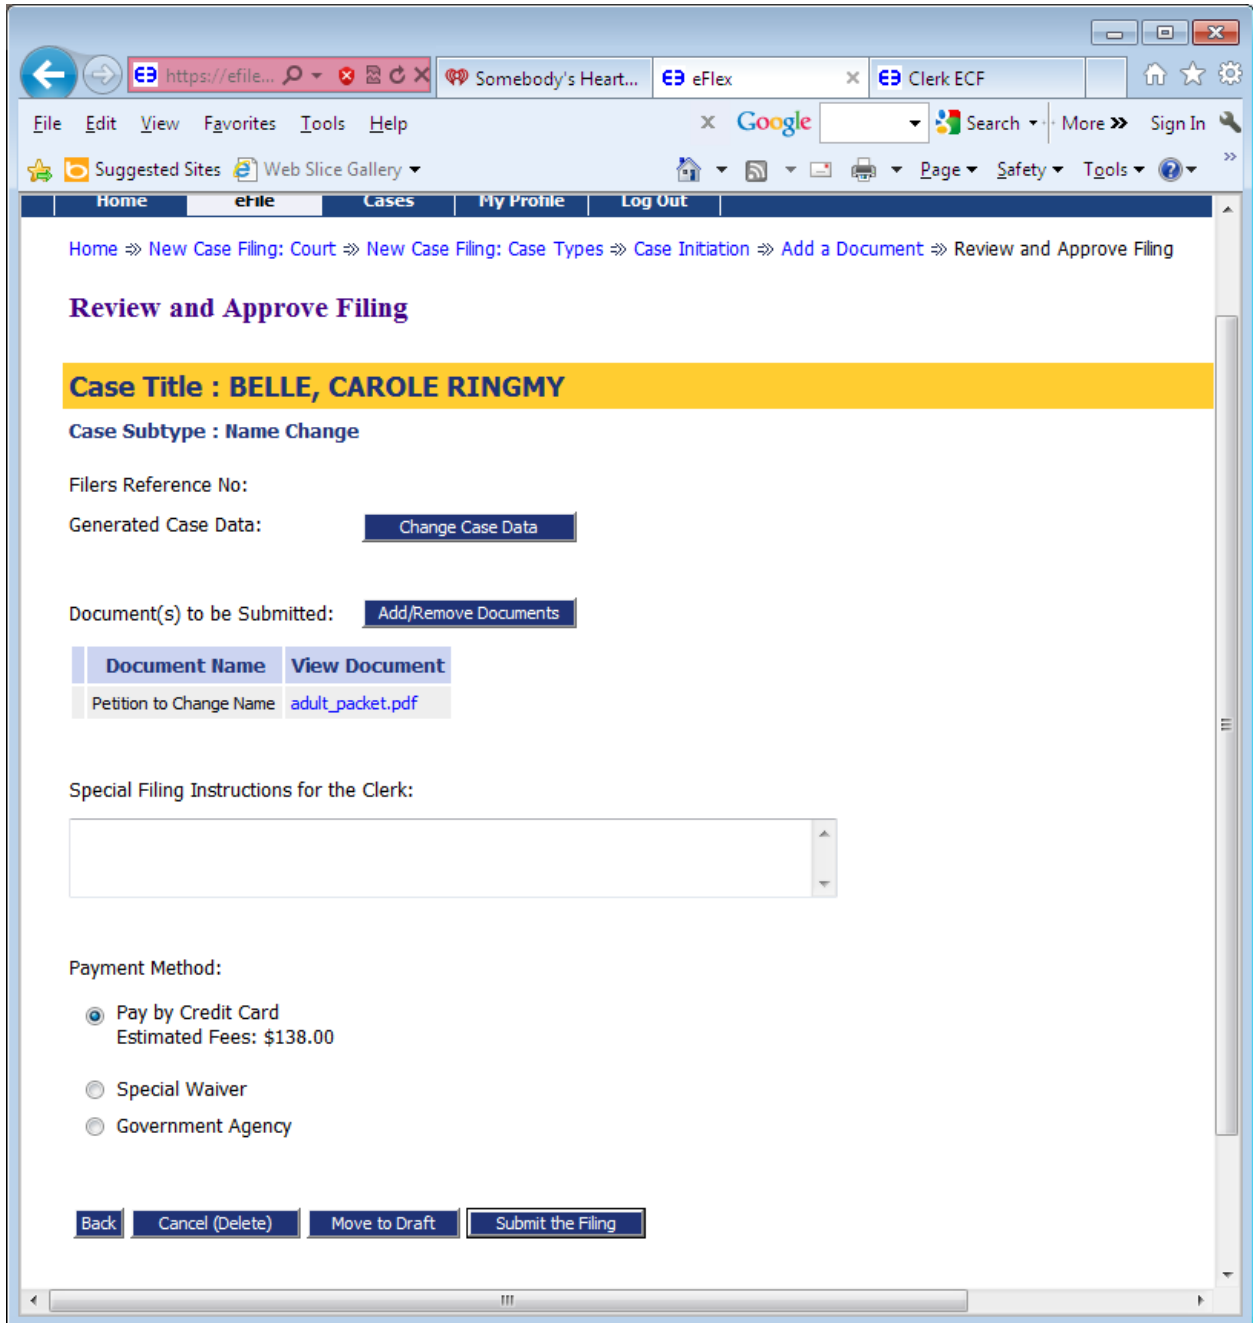 https://efile...
Somebody's Heart...
eFlex
Clerk ECF
File Edit View Favorites Tools Help
x Google Search More » Sign In
Suggested Sites Web Slice Gallery Page Safety Tools »
Home eFile Cases My Profile Log Out
Home ⇒ New Case Filing: Court ⇒ New Case Filing: Case Types ⇒ Case Initiation ⇒ Add a Document ⇒ Review and Approve Filing
Review and Approve Filing
Case Title : BELLE, CAROLE RINGMY
Case Subtype : Name Change
Filers Reference No:
Generated Case Data: Change Case Data
Document(s) to be Submitted: Add/Remove Documents
Document Name View Document
Petition to Change Name adult_packet.pdf
Special Filing Instructions for the Clerk:
Payment Method:
Pay by Credit Card
Estimated Fees: $138.00
Special Waiver
Government Agency
Back Cancel (Delete) Move to Draft Submit the Filing